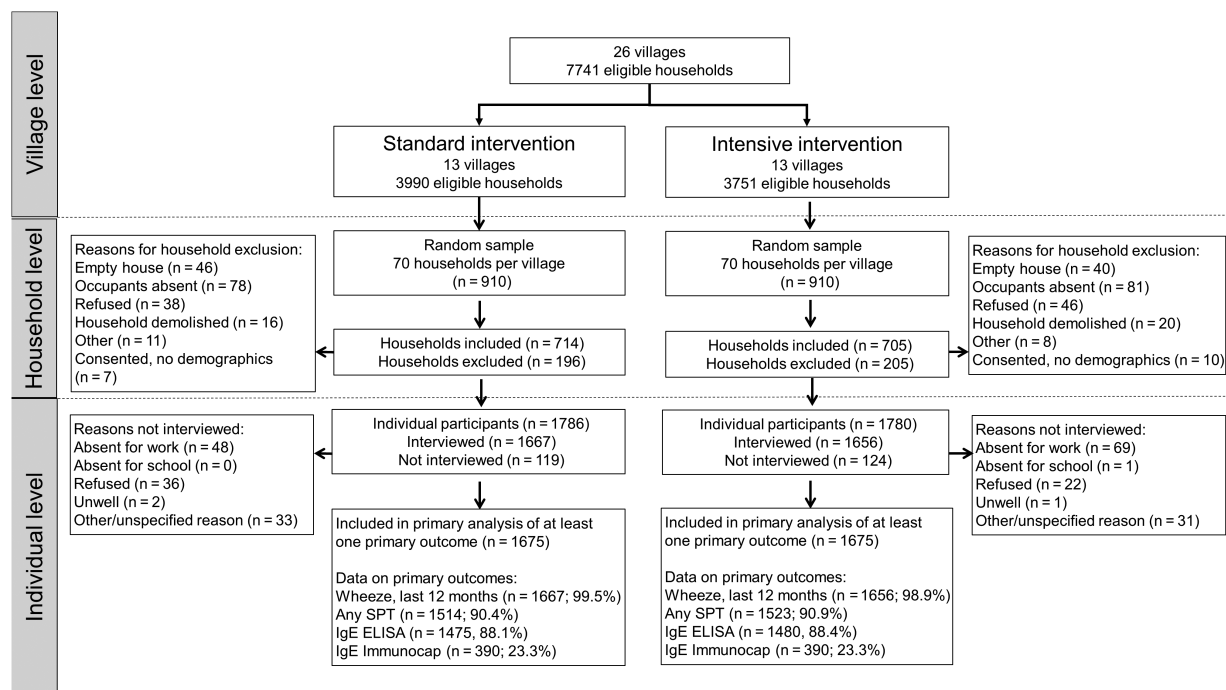 Village level
26 villages
7741 eligible households
Standard intervention
13 villages
3990 eligible households
Intensive intervention
13 villages
3751 eligible households
Household level
Reasons for household exclusion:
Empty house (n = 46)
Occupants absent (n = 78)
Refused (n = 38)
Household demolished (n = 16)
Other (n = 11)
Consented, no demographics
(n = 7)
Random sample
70 households per village
(n = 910)
Households included (n = 714)
Households excluded (n = 196)
Random sample
70 households per village
(n = 910)
Households included (n = 705)
Households excluded (n = 205)
Reasons for household exclusion:
Empty house (n = 40)
Occupants absent (n = 81)
Refused (n = 46)
Household demolished (n = 20)
Other (n = 8)
Consented, no demographics (n = 10)
Individual level
Reasons not interviewed:
Absent for work (n = 48)
Absent for school (n = 0)
Refused (n = 36)
Unwell (n = 2)
Other/unspecified reason (n = 33)
Individual participants (n = 1786)
Interviewed (n = 1667)
Not interviewed (n = 119)
Included in primary analysis of at least
one primary outcome (n = 1675)
Data on primary outcomes:
Wheeze, last 12 months (n = 1667; 99.5%)
Any SPT (n = 1514; 90.4%)
IgE ELISA (n = 1475, 88.1%)
IgE Immunocap (n = 390; 23.3%)
Individual participants (n = 1780)
Interviewed (n = 1656)
Not interviewed (n = 124)
Included in primary analysis of at least
one primary outcome (n = 1675)
Data on primary outcomes:
Wheeze, last 12 months (n = 1656; 98.9%)
Any SPT (n = 1523; 90.9%)
IgE ELISA (n = 1480, 88.4%)
IgE Immunocap (n = 390; 23.3%)
Reasons not interviewed:
Absent for work (n = 69)
Absent for school (n = 1)
Refused (n = 22)
Unwell (n = 1)
Other/unspecified reason (n = 31)